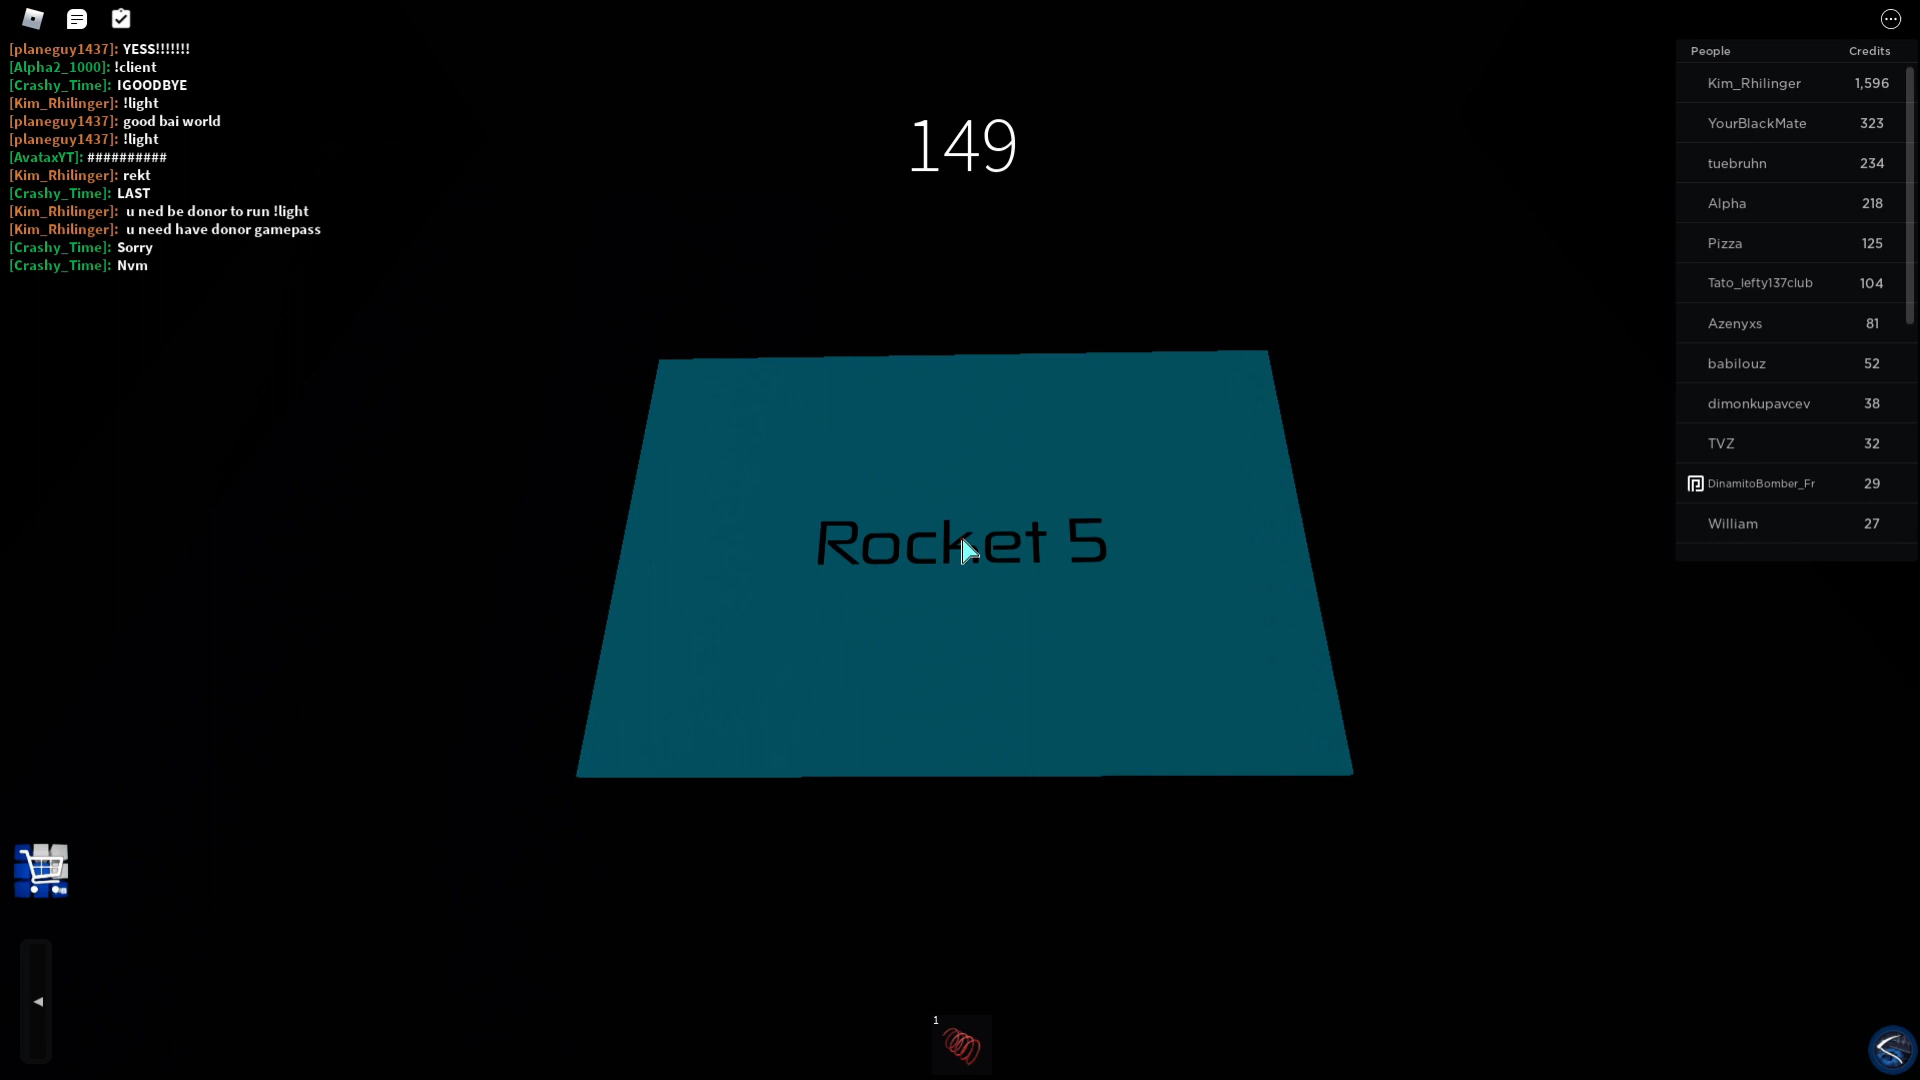 [planeguy1437]: YESS!!!!!!!
[Alpha2_1000]: !client
[Crashy_Time]: IGOODBYE
[Kim_Rhilinger]: !light
[planeguy1437]: good bai world
[planeguy1437]: !light
[AvataxYT]: ##########
[Kim_Rhilinger]: rekt
[Crashy_Time]: LAST
[Kim_Rhilinger]: u ned be donor to run !light
[Kim_Rhilinger]: u need have donor gamepass
[Crashy_Time]: Sorry
[Crashy_Time]: Nvm
149
People Credits
Kim_Rhilinger 1,596
YourBlackMate 323
tuebruhn 234
Alpha 218
Pizza 125
Tato_lefty137club 104
Azenyxs 81
babilouz 52
dimonkupavcev 38
TVZ 32
DinamitoBomber_Fr 29
William 27
Rocket 5
1